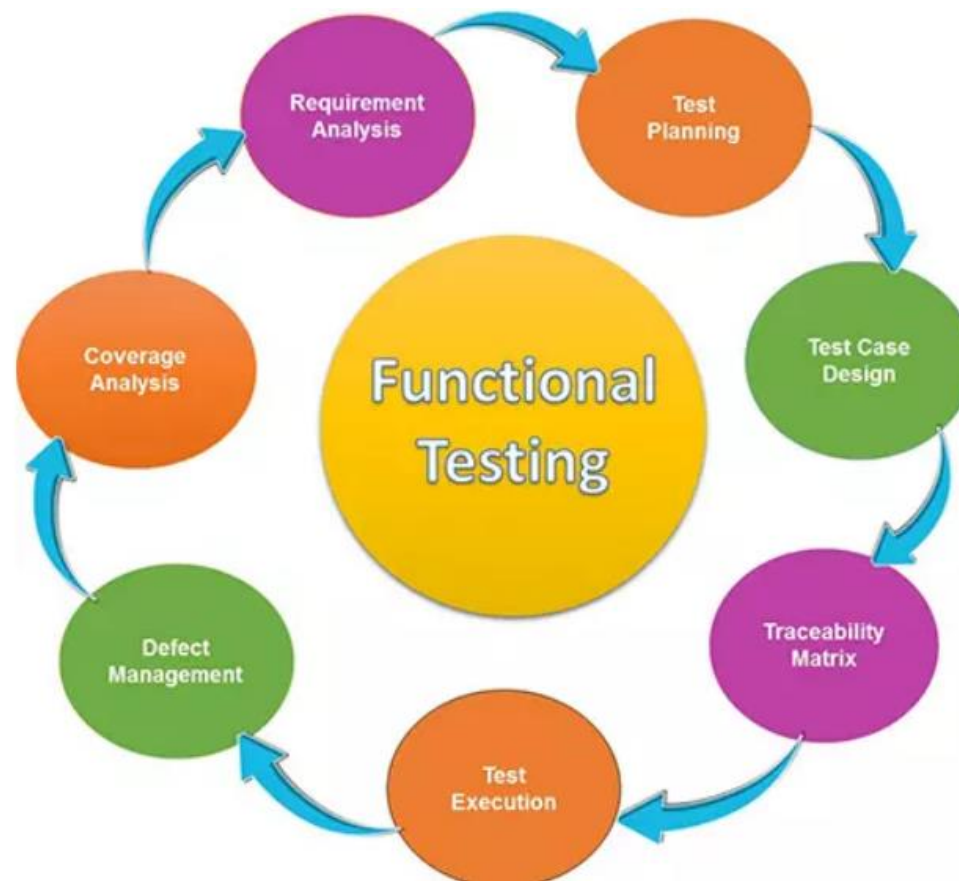 Requirement
Analysis
Test
Planning
Test Case
Design
Traceability
Matrix
Test
Execution
Defect
Management
Coverage
Analysis
Functional
Testing